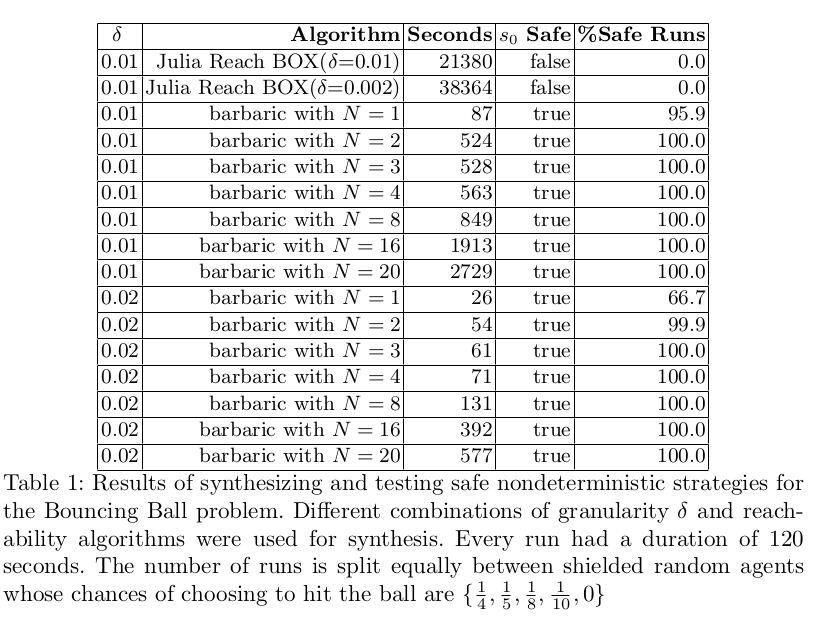 δ Algorithm Seconds s₀ Safe %Safe Runs
0.01 Julia Reach BOX(δ=0.01) 21380 false 0.0
0.01 Julia Reach BOX(δ=0.002) 38364 false 0.0
0.01 barbaric with N = 1 87 true 95.9
0.01 barbaric with N = 2 524 true 100.0
0.01 barbaric with N = 3 528 true 100.0
0.01 barbaric with N = 4 563 true 100.0
0.01 barbaric with N = 8 849 true 100.0
0.01 barbaric with N = 16 1913 true 100.0
0.01 barbaric with N = 20 2729 true 100.0
0.02 barbaric with N = 1 26 true 66.7
0.02 barbaric with N = 2 54 true 99.9
0.02 barbaric with N = 3 61 true 100.0
0.02 barbaric with N = 4 71 true 100.0
0.02 barbaric with N = 8 131 true 100.0
0.02 barbaric with N = 16 392 true 100.0
0.02 barbaric with N = 20 577 true 100.0
Table 1: Results of synthesizing and testing safe nondeterministic strategies for
the Bouncing Ball problem. Different combinations of granularity δ and reach-
ability algorithms were used for synthesis. Every run had a duration of 120
seconds. The number of runs is split equally between shielded random agents
whose chances of choosing to hit the ball are {1/4, 1/5, 1/8, 1/10, 0}